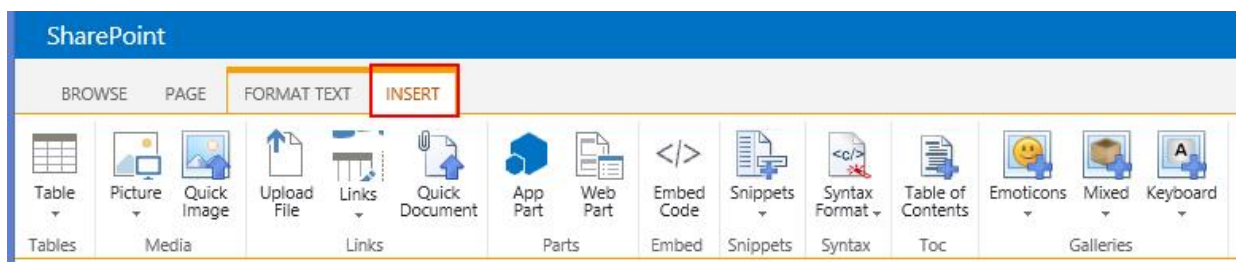 SharePoint
BROWSE PAGE FORMAT TEXT INSERT
Table Picture Quick Image Upload File Links Quick Document App Part Web Part </> Embed Code Snippets <c/> Syntax Format Table of Contents Emoticons Mixed A Keyboard
Tables Media Links Parts Embed Snippets Syntax Toc Galleries